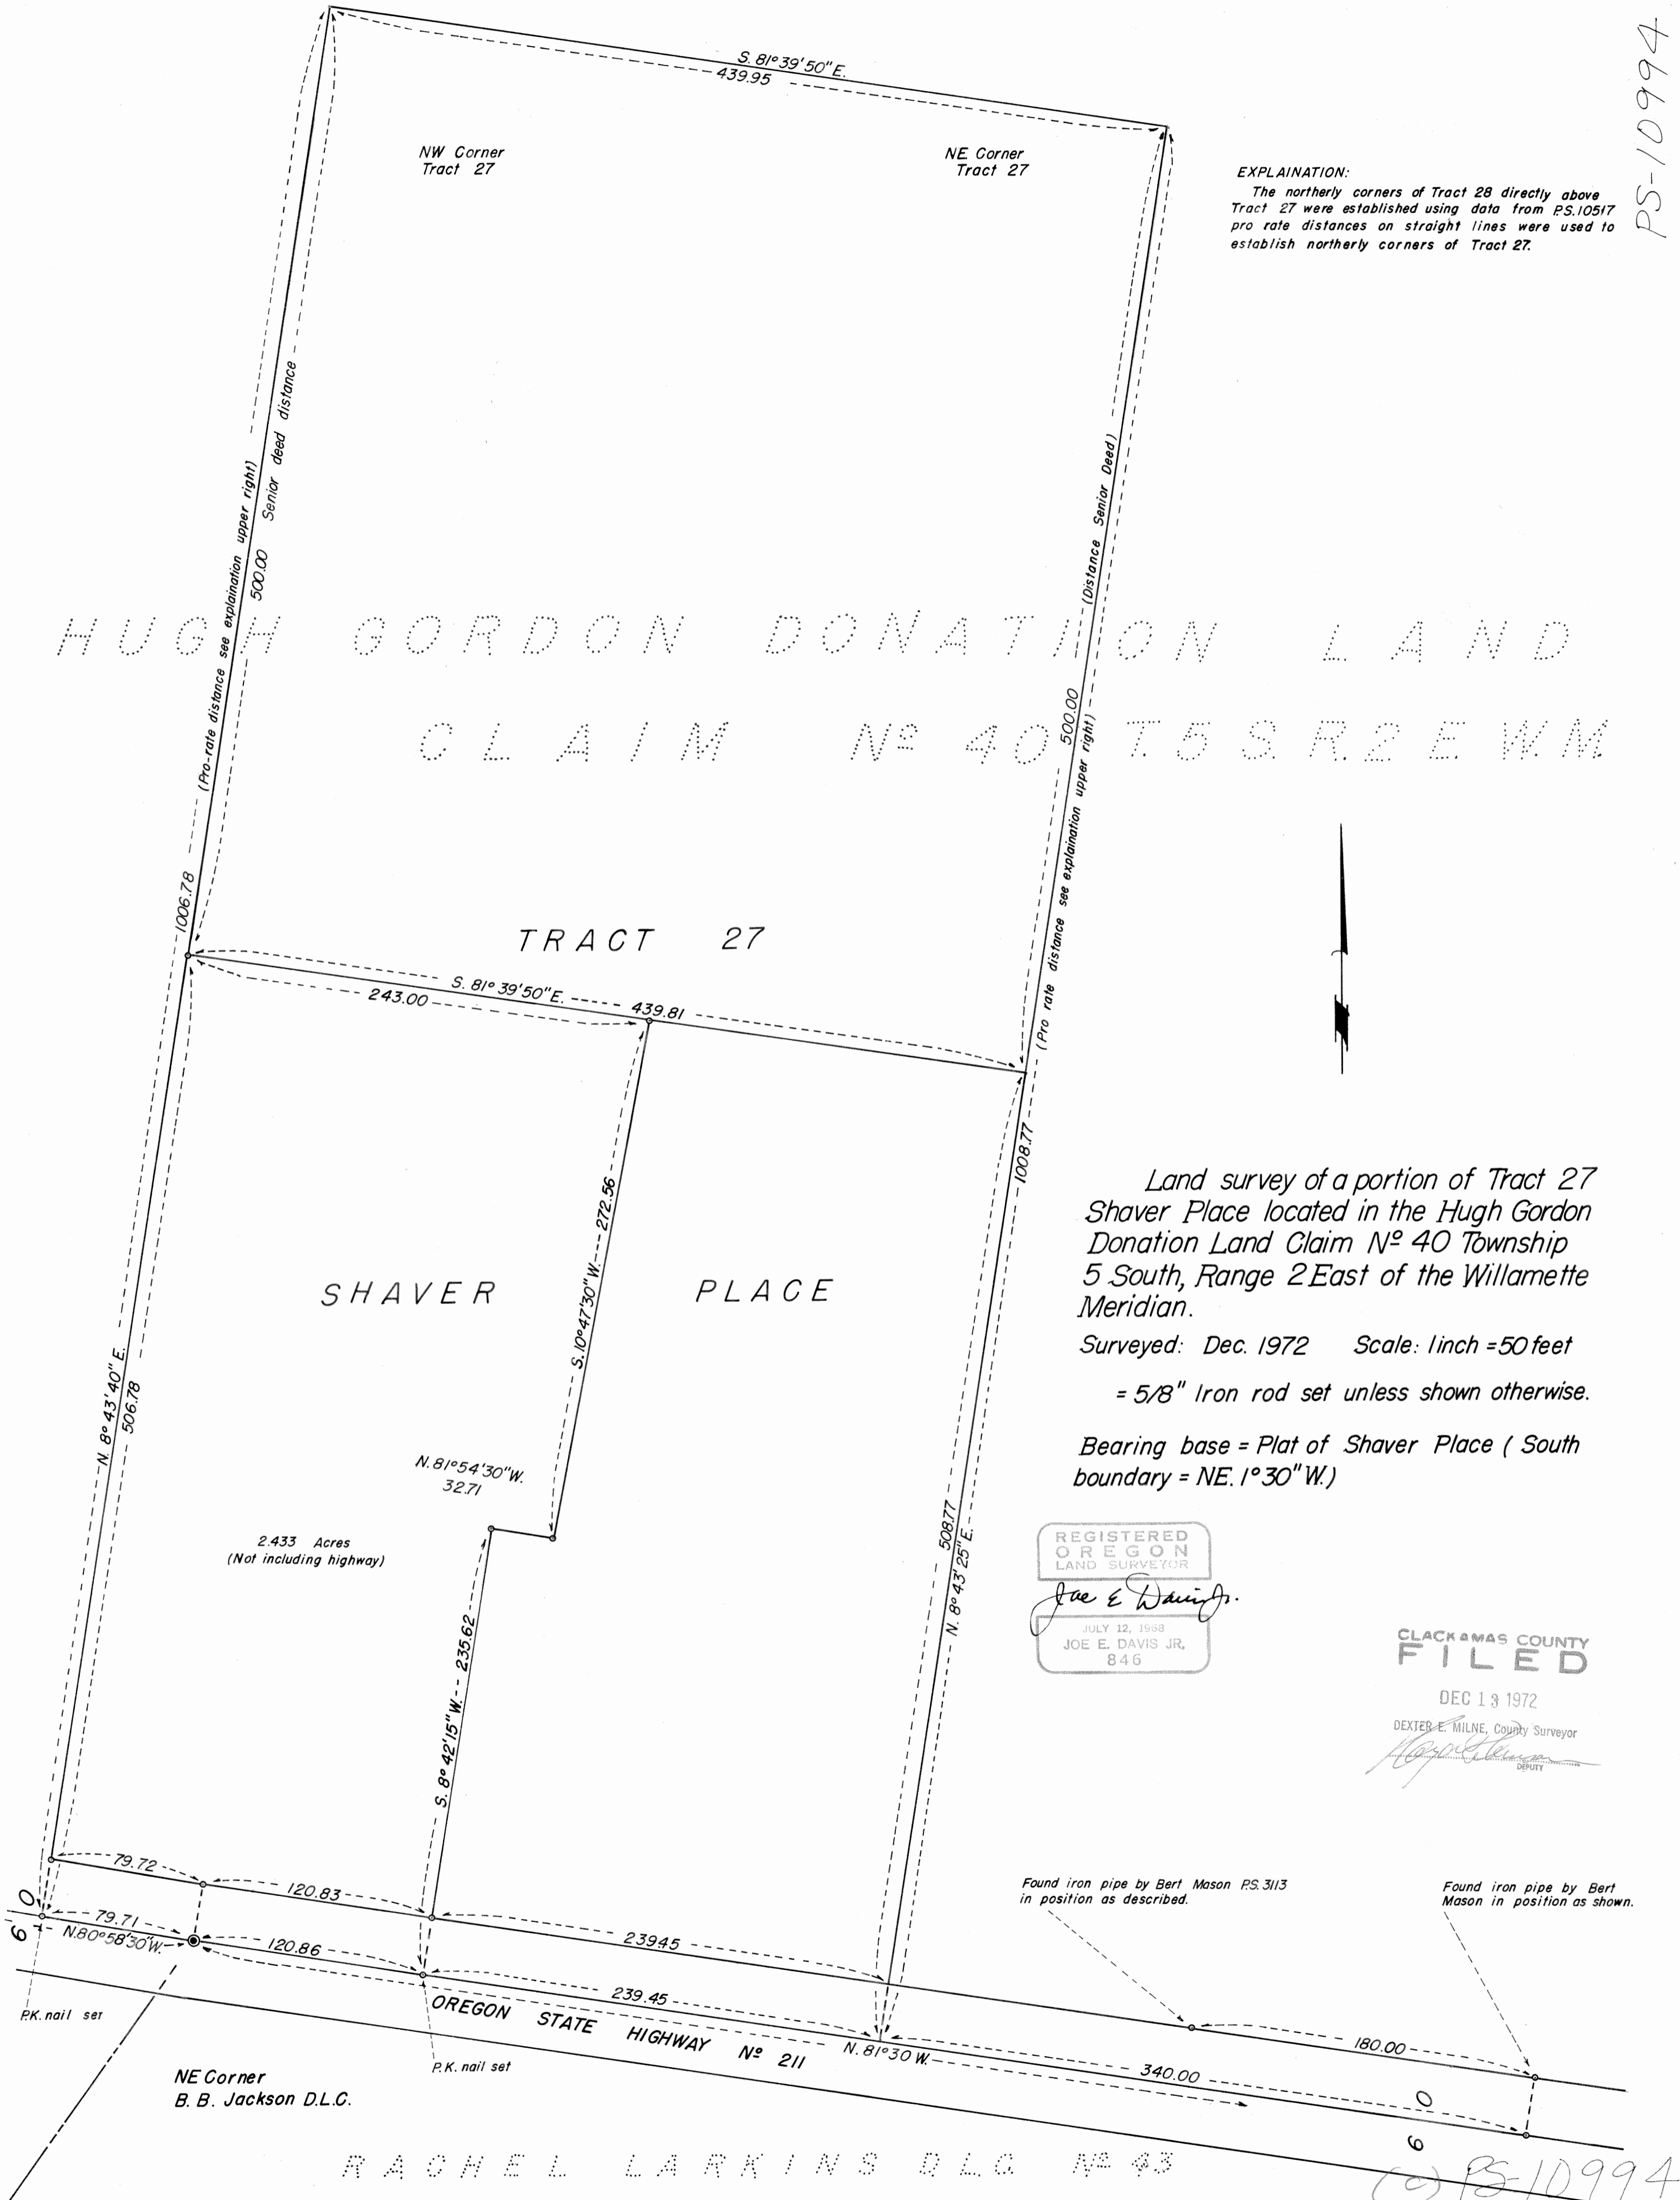 PS-10994
S. 81°39'50"E.
439.95
NW Corner
Tract 27
NE Corner
Tract 27
EXPLAINATION:
The northerly corners of Tract 28 directly above
Tract 27 were established using data from P.S.10517
pro rate distances on straight lines were used to
establish northerly corners of Tract 27.
(Pro-rate distance see explaination upper right)
500.00 Senior deed distance
1006.78
500.00 (Distance Senior Deed)
(Pro rate distance see explaination upper right)
1008.77
HUGH GORDON DONATION LAND
CLAIM Nº 40 T.5 S. R.2 E. W.M.
TRACT 27
S. 81°39'50"E.
439.81
243.00
S.10°47'30"W. 272.56
SHAVER PLACE
N. 8°43'40"E.
506.78
N.81°54'30"W.
32.71
2.433 Acres
(Not including highway)
S. 8°42'15"W. 235.62
508.77
N. 8°43'25"E.
Land survey of a portion of Tract 27
Shaver Place located in the Hugh Gordon
Donation Land Claim Nº 40 Township
5 South, Range 2 East of the Willamette
Meridian.
Surveyed: Dec. 1972 Scale: 1inch =50 feet
= 5/8" Iron rod set unless shown otherwise.
Bearing base = Plat of Shaver Place ( South
boundary = NE. 1°30"W.)
REGISTERED
OREGON
LAND SURVEYOR
Joe E Davis Jr.
JULY 12, 1968
JOE E. DAVIS JR.
846
CLACKAMAS COUNTY
FILED
DEC 13 1972
DEXTER E. MILNE, County Surveyor
DEPUTY
79.72
120.83
239.45
60
79.71
N.80°58'30"W.
120.86
239.45
P.K. nail set
P.K. nail set
OREGON STATE HIGHWAY Nº 211
N. 81°30 W.
340.00
180.00
60
Found iron pipe by Bert Mason P.S. 3113
in position as described.
Found iron pipe by Bert
Mason in position as shown.
NE Corner
B. B. Jackson D.L.C.
RACHEL LARKINS D.L.C. Nº 43
(c) PS-10994